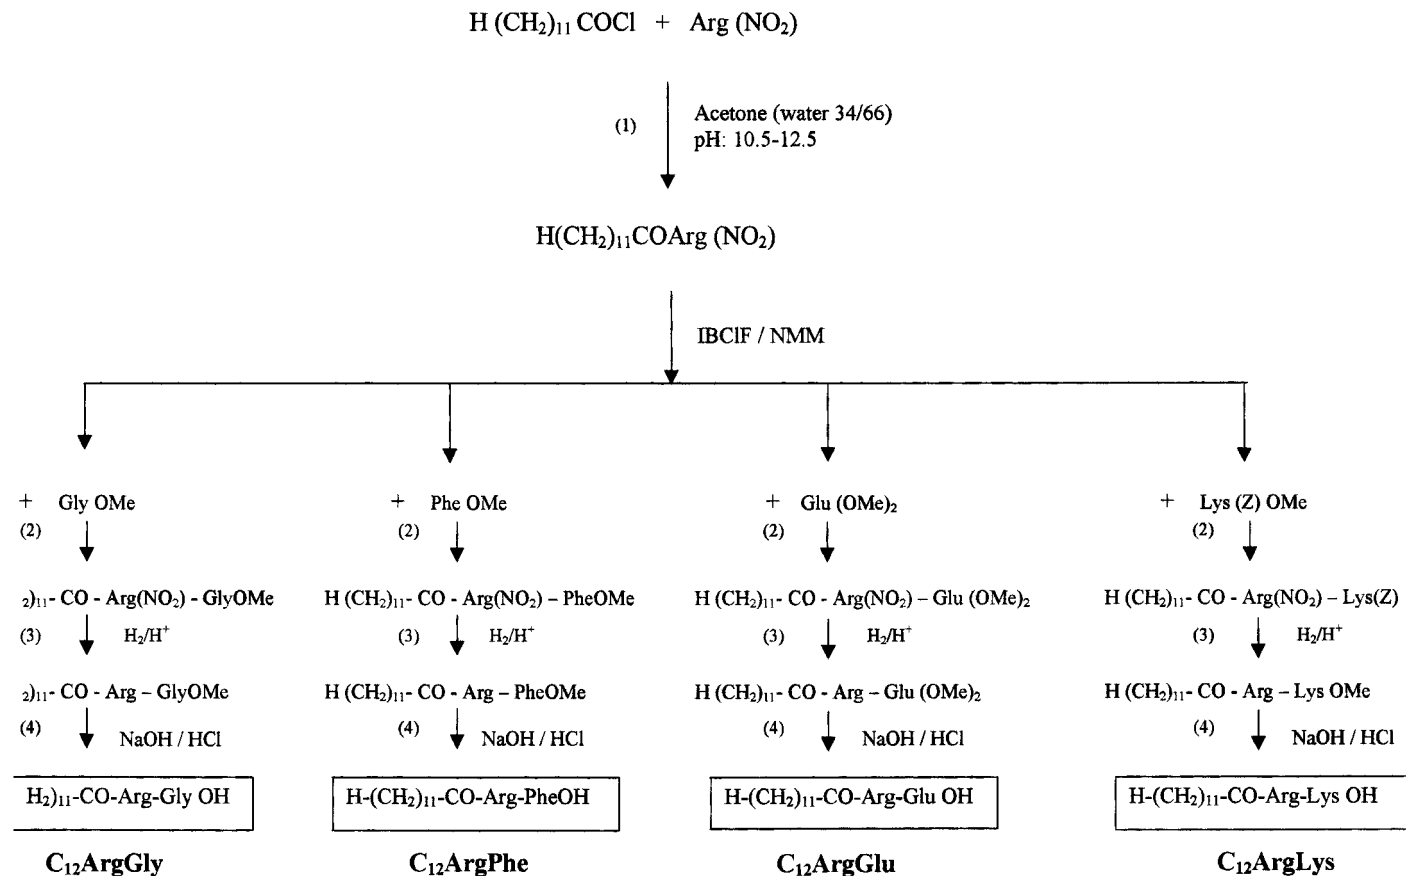 H (CH₂)₁₁ COCl + Arg (NO₂)
(1)
Acetone (water 34/66)
pH: 10.5-12.5
H(CH₂)₁₁COArg (NO₂)
IBClF / NMM
+ Gly OMe + Phe OMe + Glu (OMe)₂ + Lys (Z) OMe
(2) (2) (2) (2)
₂)₁₁- CO - Arg(NO₂) - GlyOMe H (CH₂)₁₁- CO - Arg(NO₂) – PheOMe H (CH₂)₁₁- CO - Arg(NO₂) – Glu (OMe)₂ H (CH₂)₁₁- CO - Arg(NO₂) – Lys(Z)
(3) H₂/H⁺ (3) H₂/H⁺ (3) H₂/H⁺ (3) H₂/H⁺
₂)₁₁- CO - Arg – GlyOMe H (CH₂)₁₁- CO - Arg – PheOMe H (CH₂)₁₁- CO - Arg – Glu (OMe)₂ H (CH₂)₁₁- CO - Arg – Lys OMe
(4) NaOH / HCl (4) NaOH / HCl (4) NaOH / HCl (4) NaOH / HCl
H₂)₁₁-CO-Arg-Gly OH H-(CH₂)₁₁-CO-Arg-PheOH H-(CH₂)₁₁-CO-Arg-Glu OH H-(CH₂)₁₁-CO-Arg-Lys OH
C₁₂ArgGly C₁₂ArgPhe C₁₂ArgGlu C₁₂ArgLys